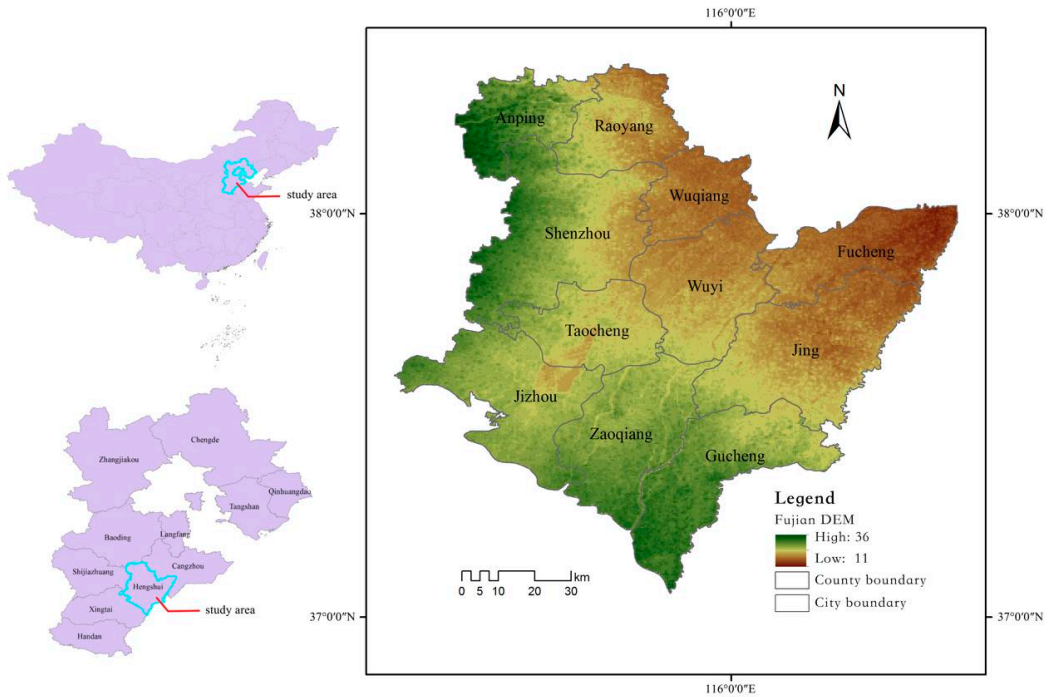 study area
Chengde
Zhangjiakou
Qinhuangdao
Tangshan
Langfang
Baoding
Cangzhou
Shijiazhuang
Hengshui
study area
Xingtai
Handan
116°0'0"E
N
Anping
Raoyang
Wuqiang
38°0'0"N
38°0'0"N
Shenzhou
Fucheng
Wuyi
Taocheng
Jing
Jizhou
Zaoqiang
Gucheng
Legend
Fujian DEM
High: 36
Low: 11
County boundary
City boundary
km
0 5 10 20 30
37°0'0"N
37°0'0"N
116°0'0"E